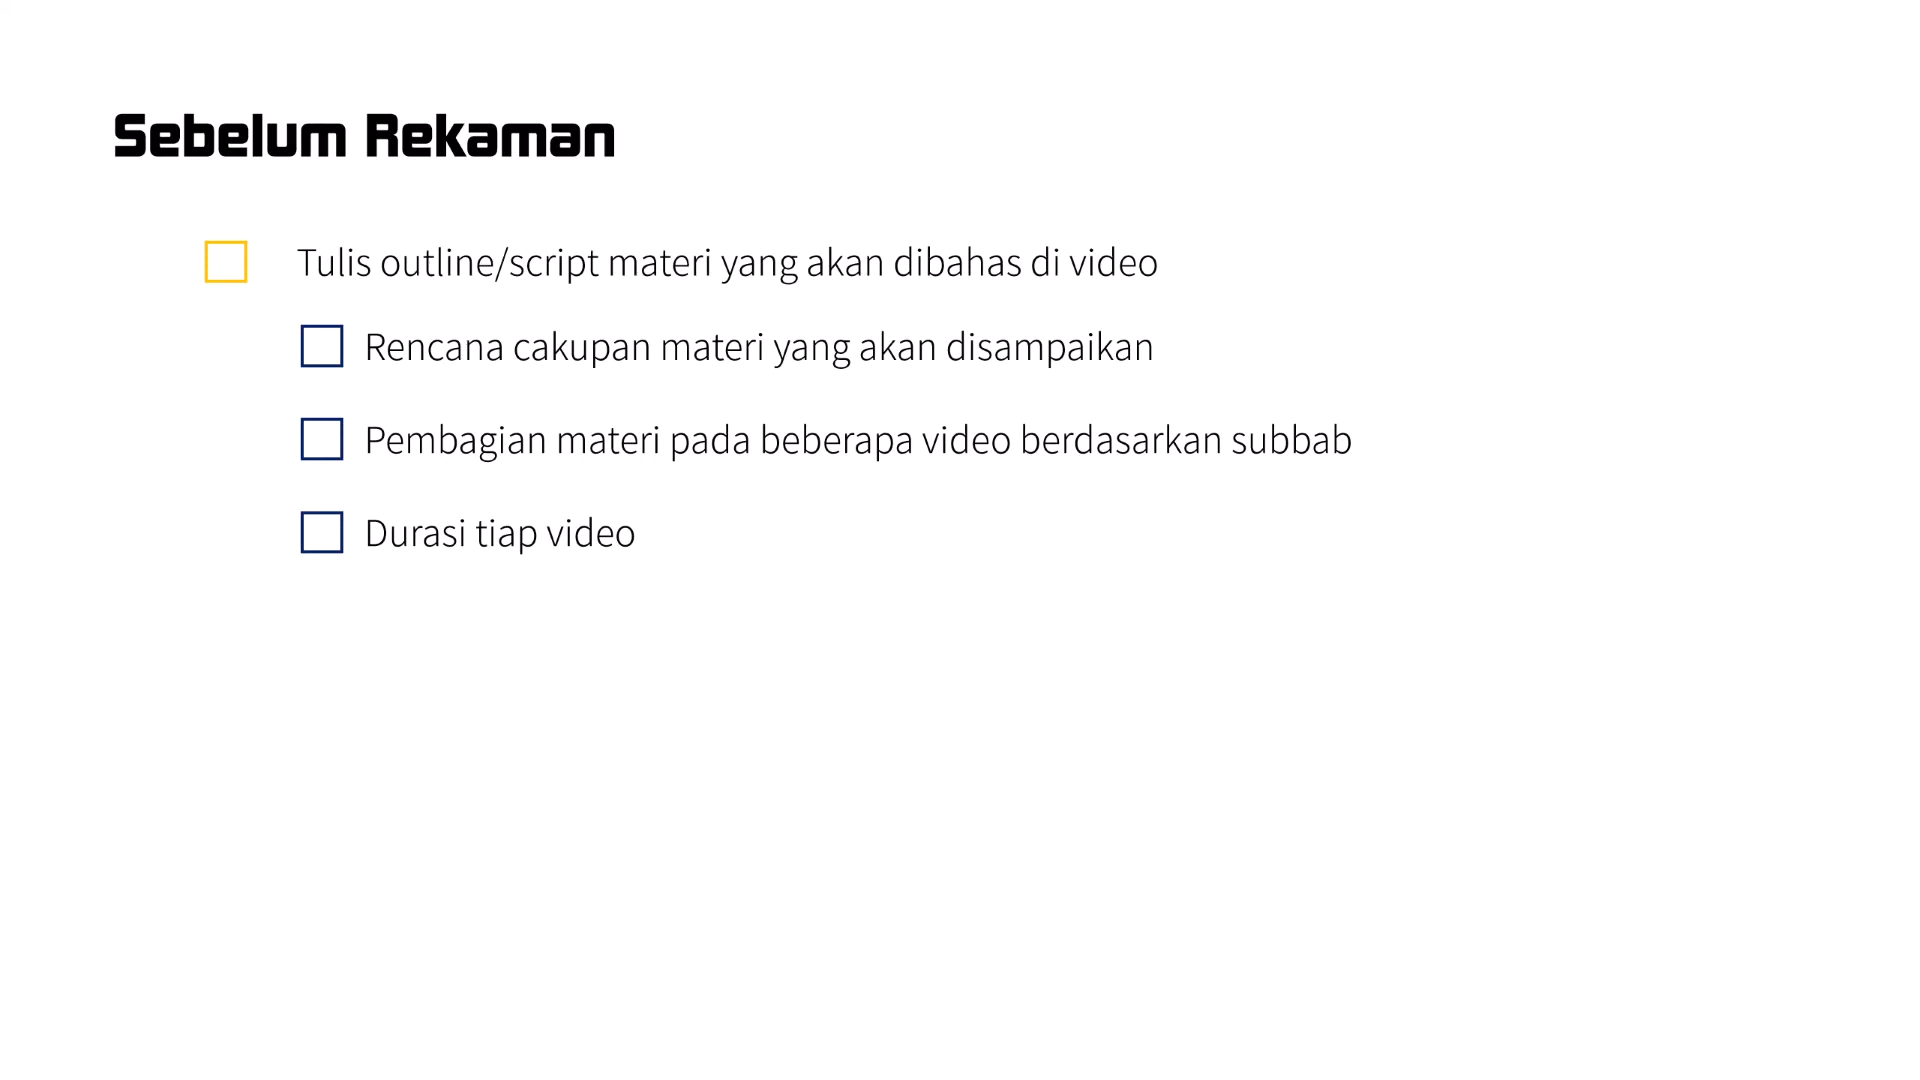 Sebelum Rekaman
Tulis outline/script materi yang akan dibahas di video
Rencana cakupan materi yang akan disampaikan
Pembagian materi pada beberapa video berdasarkan subbab
Durasi tiap video